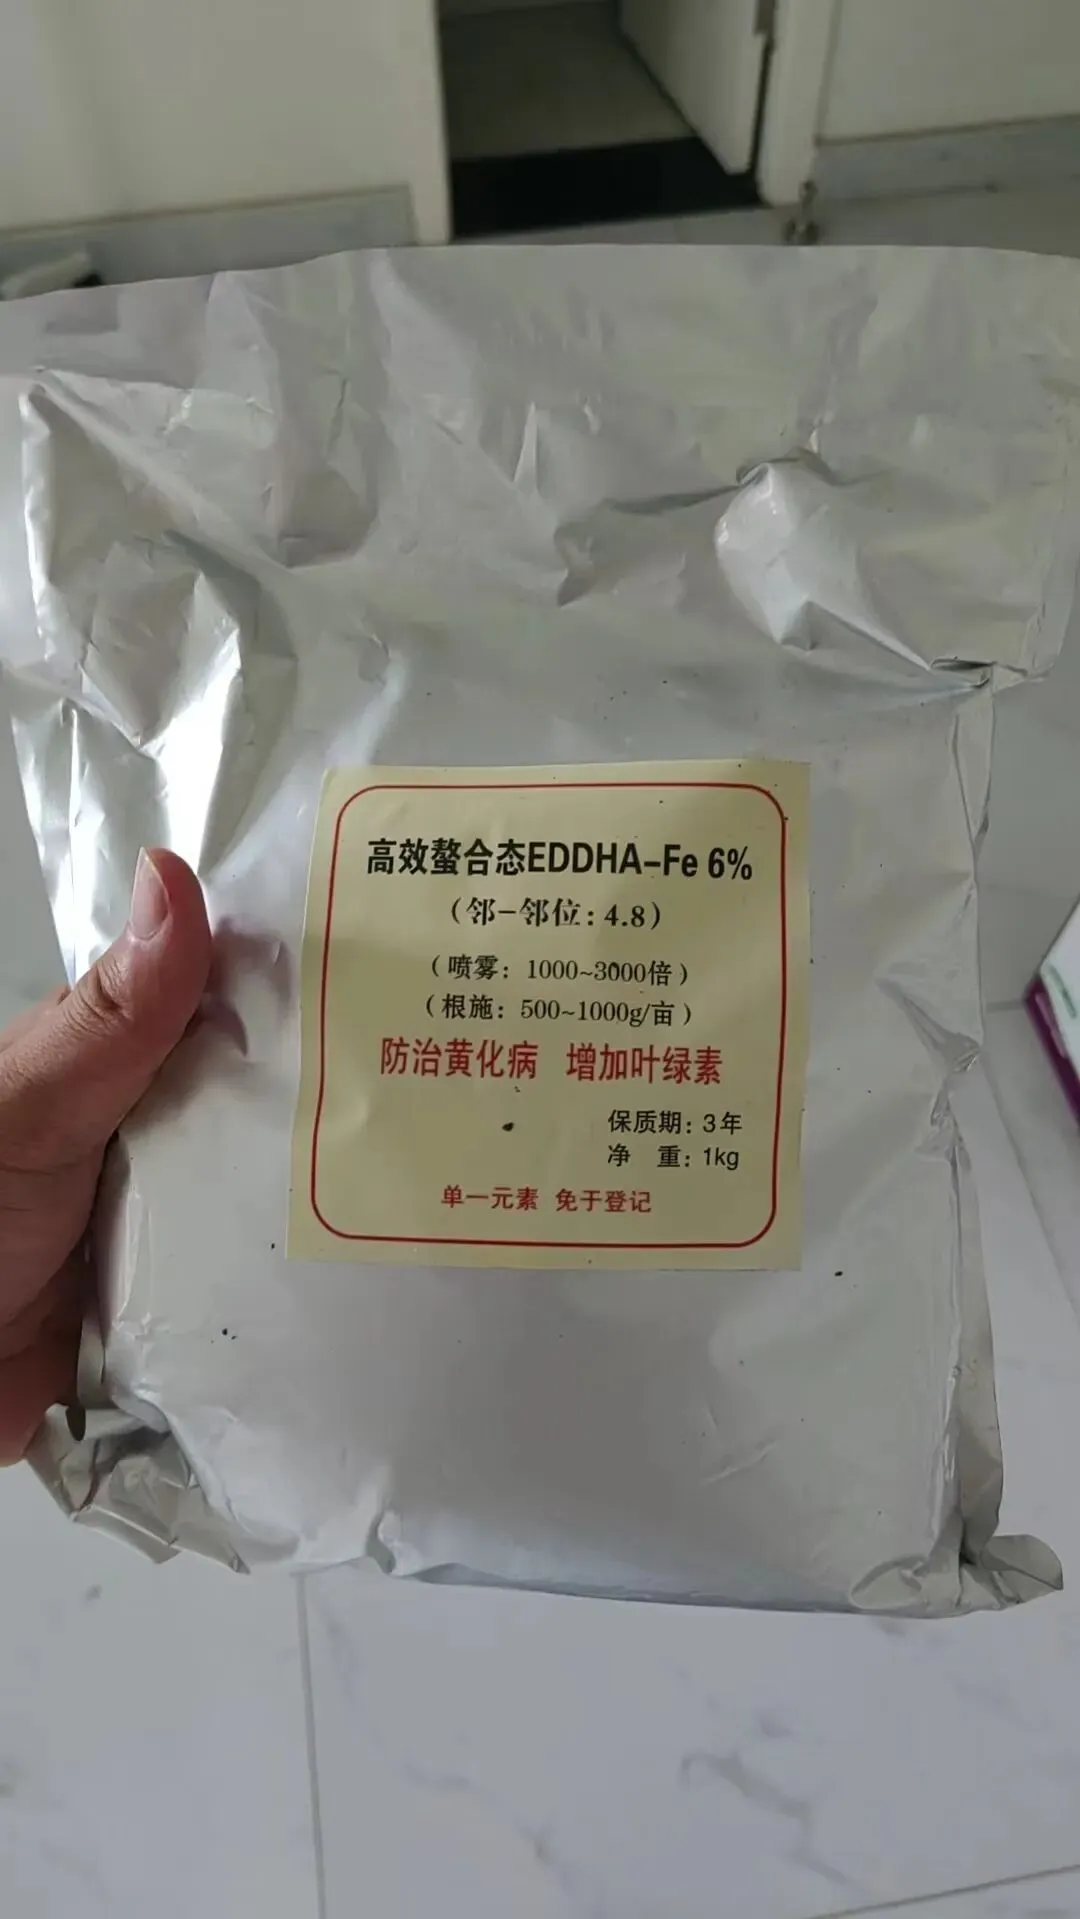 高效螯合态EDDHA-Fe 6%
(邻-邻位: 4.8)
(喷雾: 1000~3000倍)
(根施: 500~1000g/亩)
防治黄化病 增加叶绿素
保质期: 3年
净 重: 1kg
单一元素 免于登记